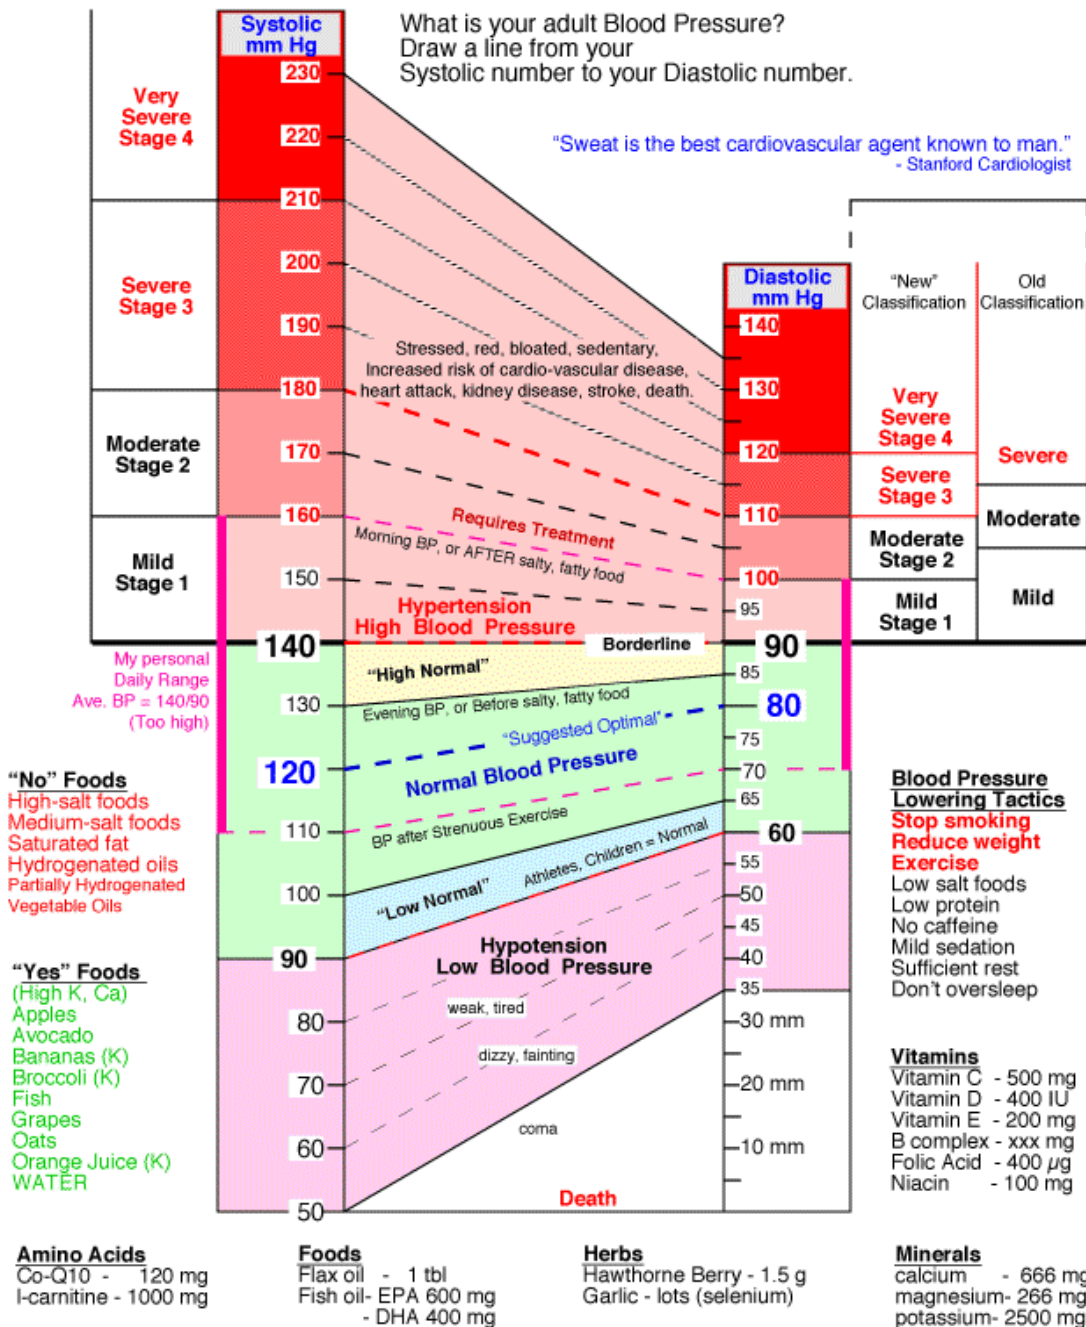 What is your adult Blood Pressure?
Draw a line from your
Systolic number to your Diastolic number.
"Sweat is the best cardiovascular agent known to man."
- Stanford Cardiologist
Systolic
mm Hg
230
220
210
200
190
180
170
160
150
140
130
120
110
100
90
80
70
60
50
Very
Severe
Stage 4
Severe
Stage 3
Moderate
Stage 2
Mild
Stage 1
My personal
Daily Range
Ave. BP = 140/90
(Too high)
Stressed, red, bloated, sedentary,
Increased risk of cardio-vascular disease,
heart attack, kidney disease, stroke, death.
Requires Treatment
Morning BP, or AFTER salty, fatty food
Hypertension
High Blood Pressure
Borderline
"High Normal"
Evening BP, or Before salty, fatty food
"Suggested Optimal"
Normal Blood Pressure
BP after Strenuous Exercise
Athletes, Children = Normal
"Low Normal"
Hypotension
Low Blood Pressure
weak, tired
dizzy, fainting
coma
Death
Diastolic
mm Hg
140
130
120
110
100
95
90
85
80
75
70
65
60
55
50
45
40
35
30 mm
20 mm
10 mm
"New"
Classification
Old
Classification
Very
Severe
Stage 4
Severe
Stage 3
Moderate
Stage 2
Mild
Stage 1
Severe
Moderate
Mild
"No" Foods
High-salt foods
Medium-salt foods
Saturated fat
Hydrogenated oils
Partially Hydrogenated
Vegetable Oils
"Yes" Foods
(High K, Ca)
Apples
Avocado
Bananas (K)
Broccoli (K)
Fish
Grapes
Oats
Orange Juice (K)
WATER
Blood Pressure
Lowering Tactics
Stop smoking
Reduce weight
Exercise
Low salt foods
Low protein
No caffeine
Mild sedation
Sufficient rest
Don't oversleep
Vitamins
Vitamin C - 500 mg
Vitamin D - 400 IU
Vitamin E - 200 mg
B complex - xxx mg
Folic Acid - 400 µg
Niacin - 100 mg
Amino Acids
Co-Q10 - 120 mg
l-carnitine - 1000 mg
Foods
Flax oil - 1 tbl
Fish oil- EPA 600 mg
- DHA 400 mg
Herbs
Hawthorne Berry - 1.5 g
Garlic - lots (selenium)
Minerals
calcium - 666 mg
magnesium- 266 mg
potassium- 2500 mg